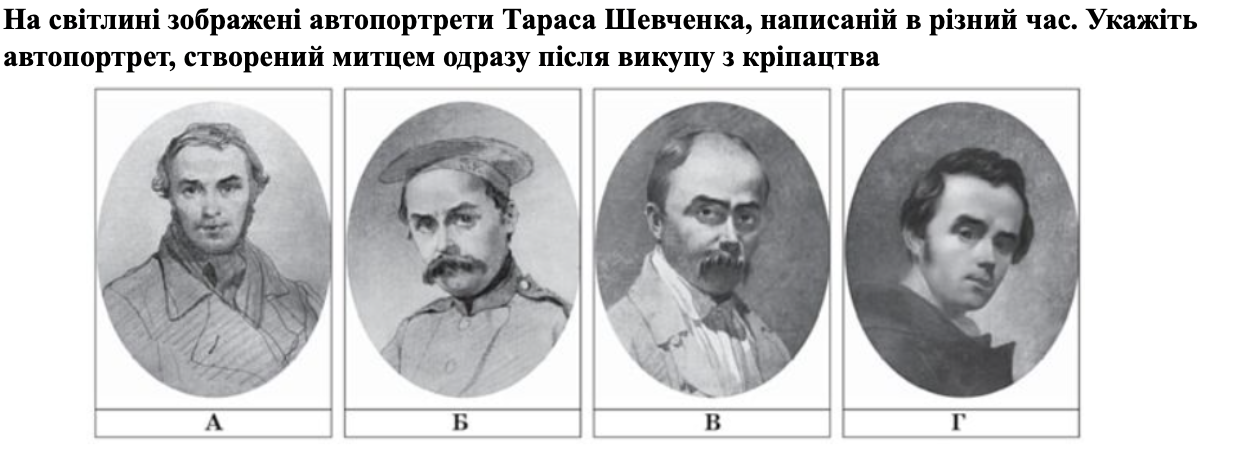 На світлині зображені автопортрети Тараса Шевченка, написаній в різний час. Укажіть
автопортрет, створений митцем одразу після викупу з кріпацтва
А Б В Г